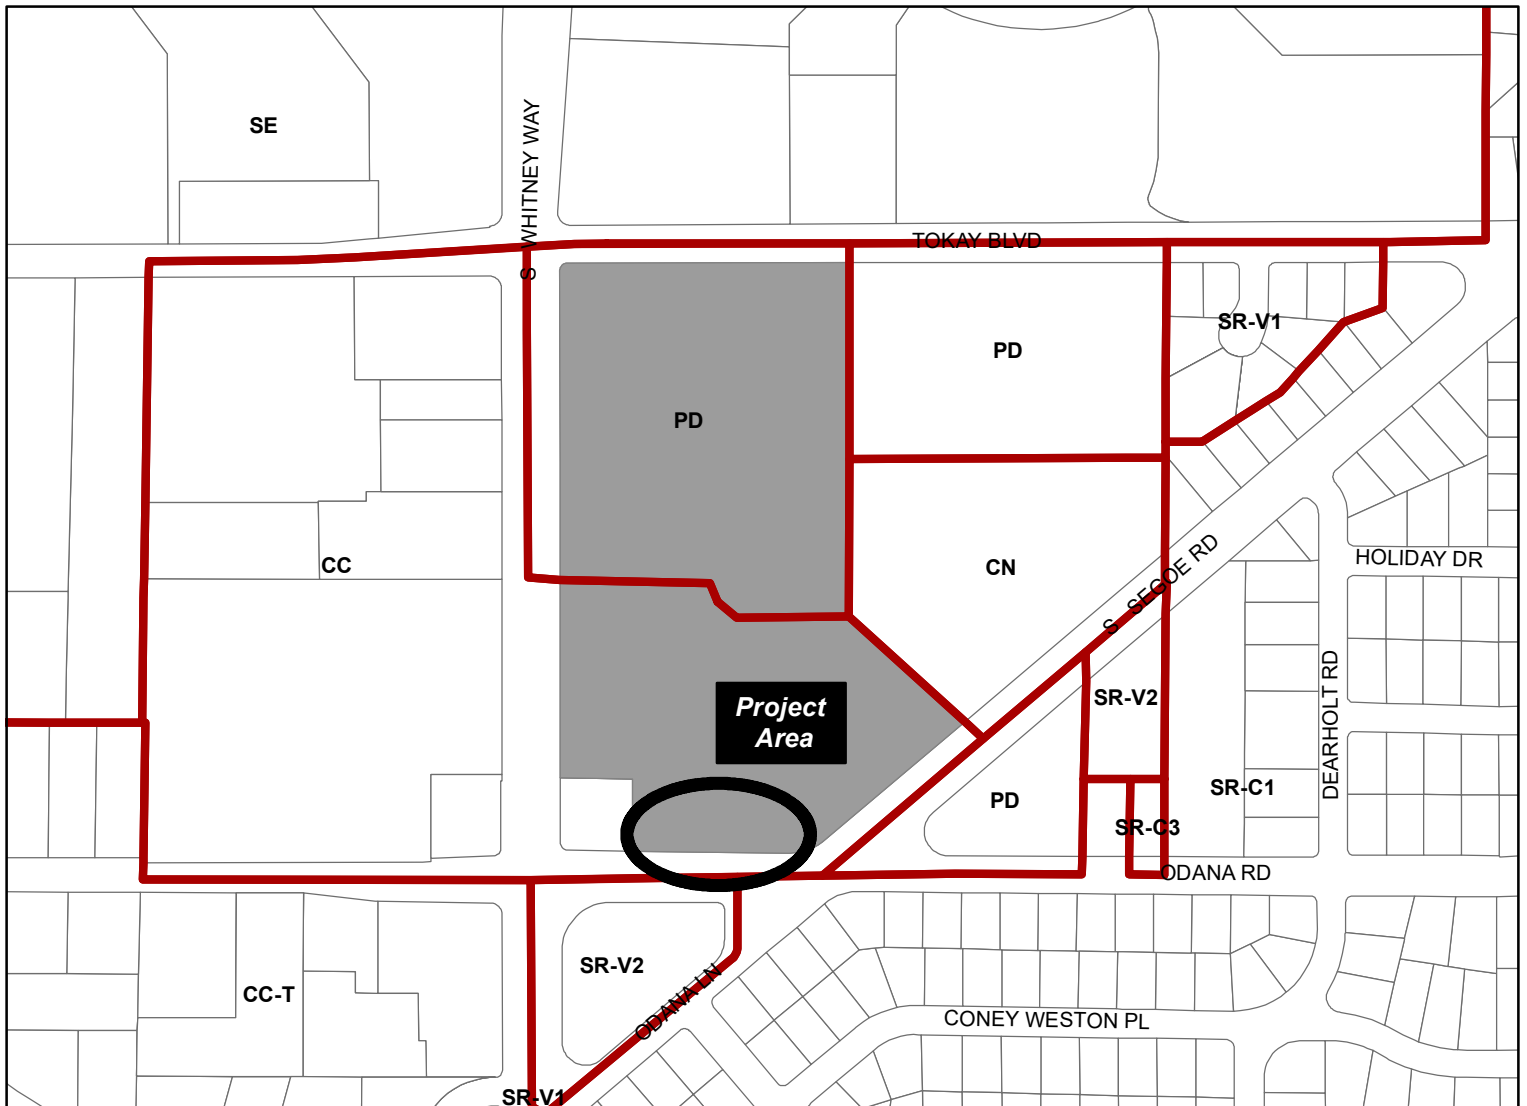 SE
S WHITNEY WAY
TOKAY BLVD
SR-V1
PD
PD
CC
CN
HOLIDAY DR
S SEGOE RD
SR-V2
DEARHOLT RD
Project
Area
SR-C1
PD
SR-C3
ODANA RD
SR-V2
CC-T
ODANA LN
CONEY WESTON PL
SR-V1